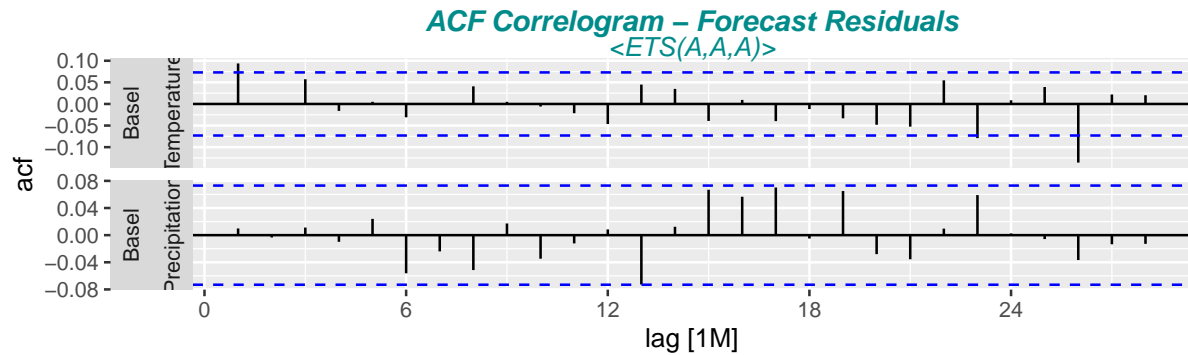 ACF Correlogram – Forecast Residuals
<ETS(A,A,A)>
acf
Basel
Temperature
0.10
0.05
0.00
−0.05
−0.10
Basel
Precipitation
0.08
0.04
0.00
−0.04
−0.08
0 6 12 18 24
lag [1M]